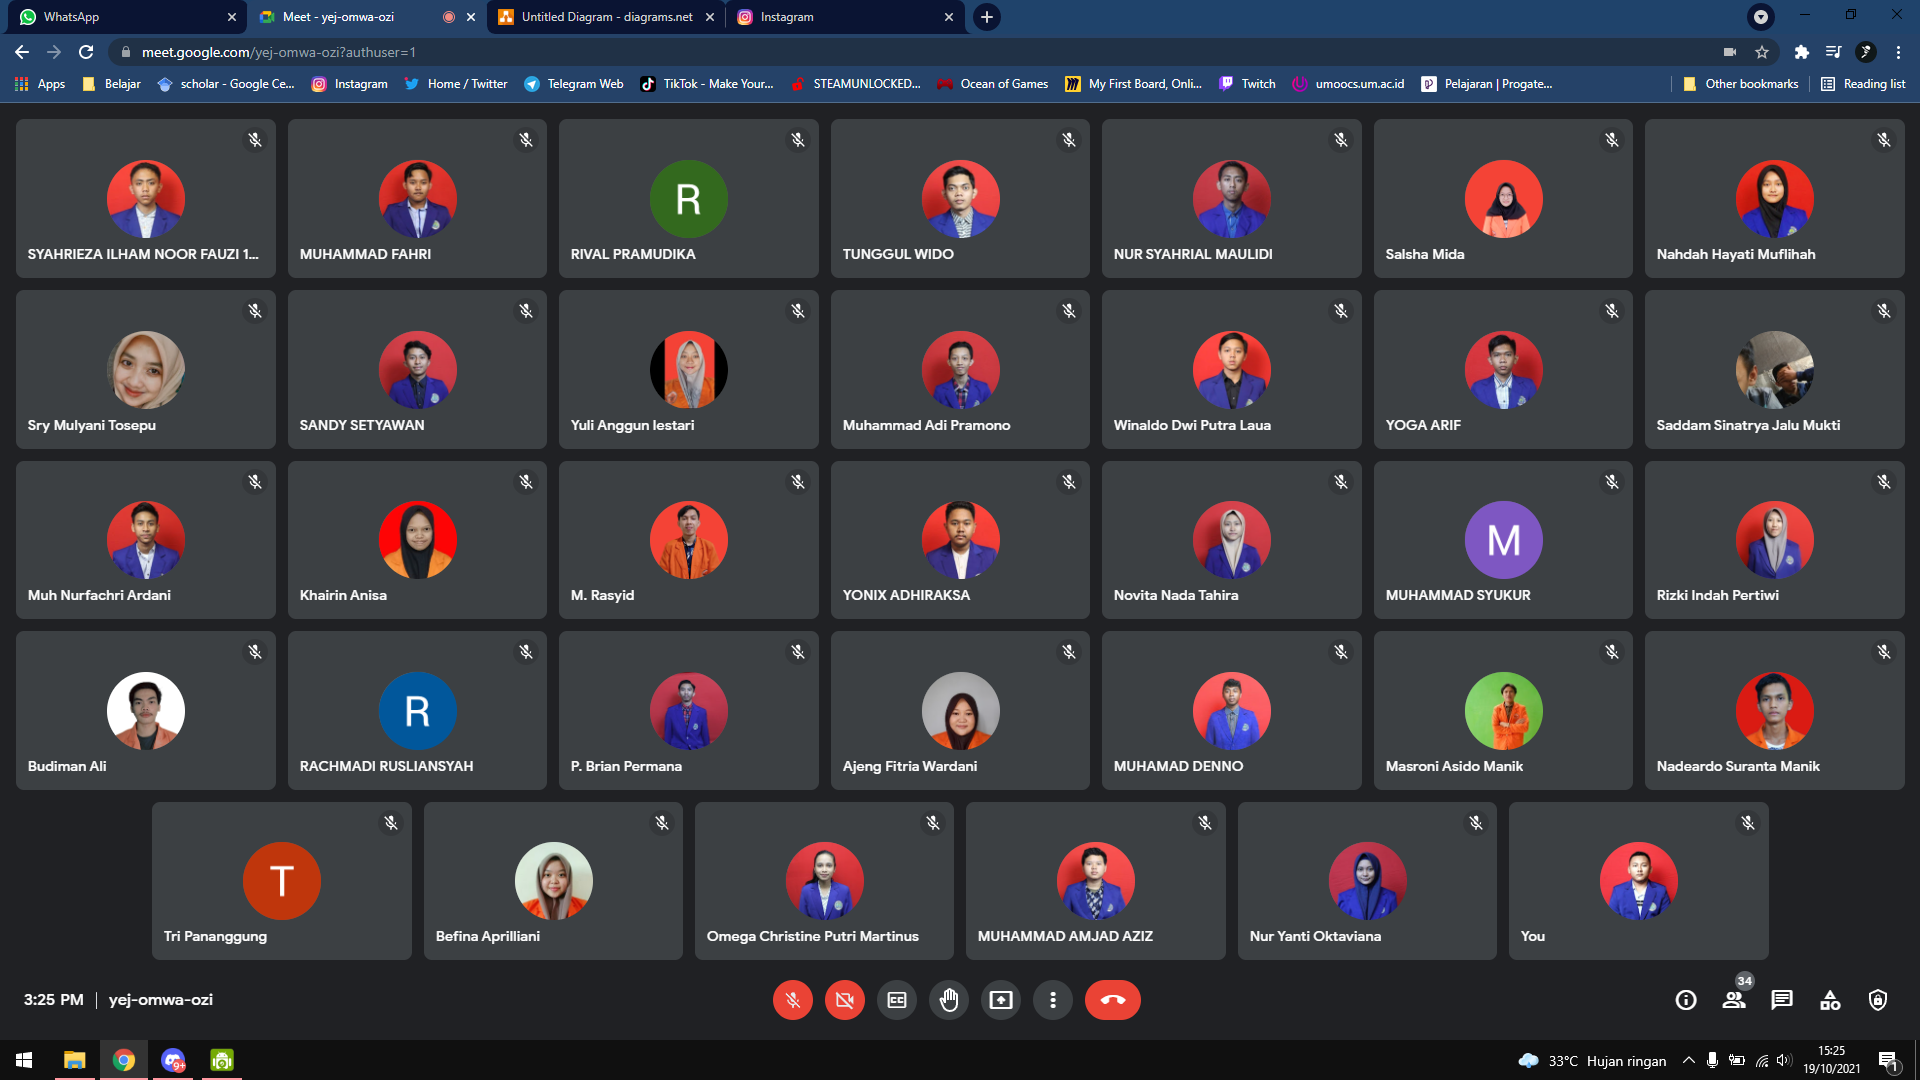 WhatsApp
Meet - yej-omwa-ozi
Untitled Diagram - diagrams.net
Instagram
meet.google.com/yej-omwa-ozi?authuser=1
Apps
Belajar
scholar - Google Ce...
Instagram
Home / Twitter
Telegram Web
TikTok - Make Your...
STEAMUNLOCKED...
Ocean of Games
My First Board, Onli...
Twitch
umoocs.um.ac.id
Pelajaran | Progate...
Other bookmarks
Reading list
SYAHRIEZA ILHAM NOOR FAUZI 1...
MUHAMMAD FAHRI
R
RIVAL PRAMUDIKA
TUNGGUL WIDO
NUR SYAHRIAL MAULIDI
Salsha Mida
Nahdah Hayati Muflihah
Sry Mulyani Tosepu
SANDY SETYAWAN
Yuli Anggun lestari
Muhammad Adi Pramono
Winaldo Dwi Putra Laua
YOGA ARIF
Saddam Sinatrya Jalu Mukti
Muh Nurfachri Ardani
Khairin Anisa
M. Rasyid
YONIX ADHIRAKSA
Novita Nada Tahira
M
MUHAMMAD SYUKUR
Rizki Indah Pertiwi
Budiman Ali
R
RACHMADI RUSLIANSYAH
P. Brian Permana
Ajeng Fitria Wardani
MUHAMAD DENNO
Masroni Asido Manik
Nadeardo Suranta Manik
T
Tri Pananggung
Befina Aprilliani
Omega Christine Putri Martinus
MUHAMMAD AMJAD AZIZ
Nur Yanti Oktaviana
You
3:25 PM | yej-omwa-ozi
34
9+
33°C Hujan ringan
15:25
19/10/2021
1